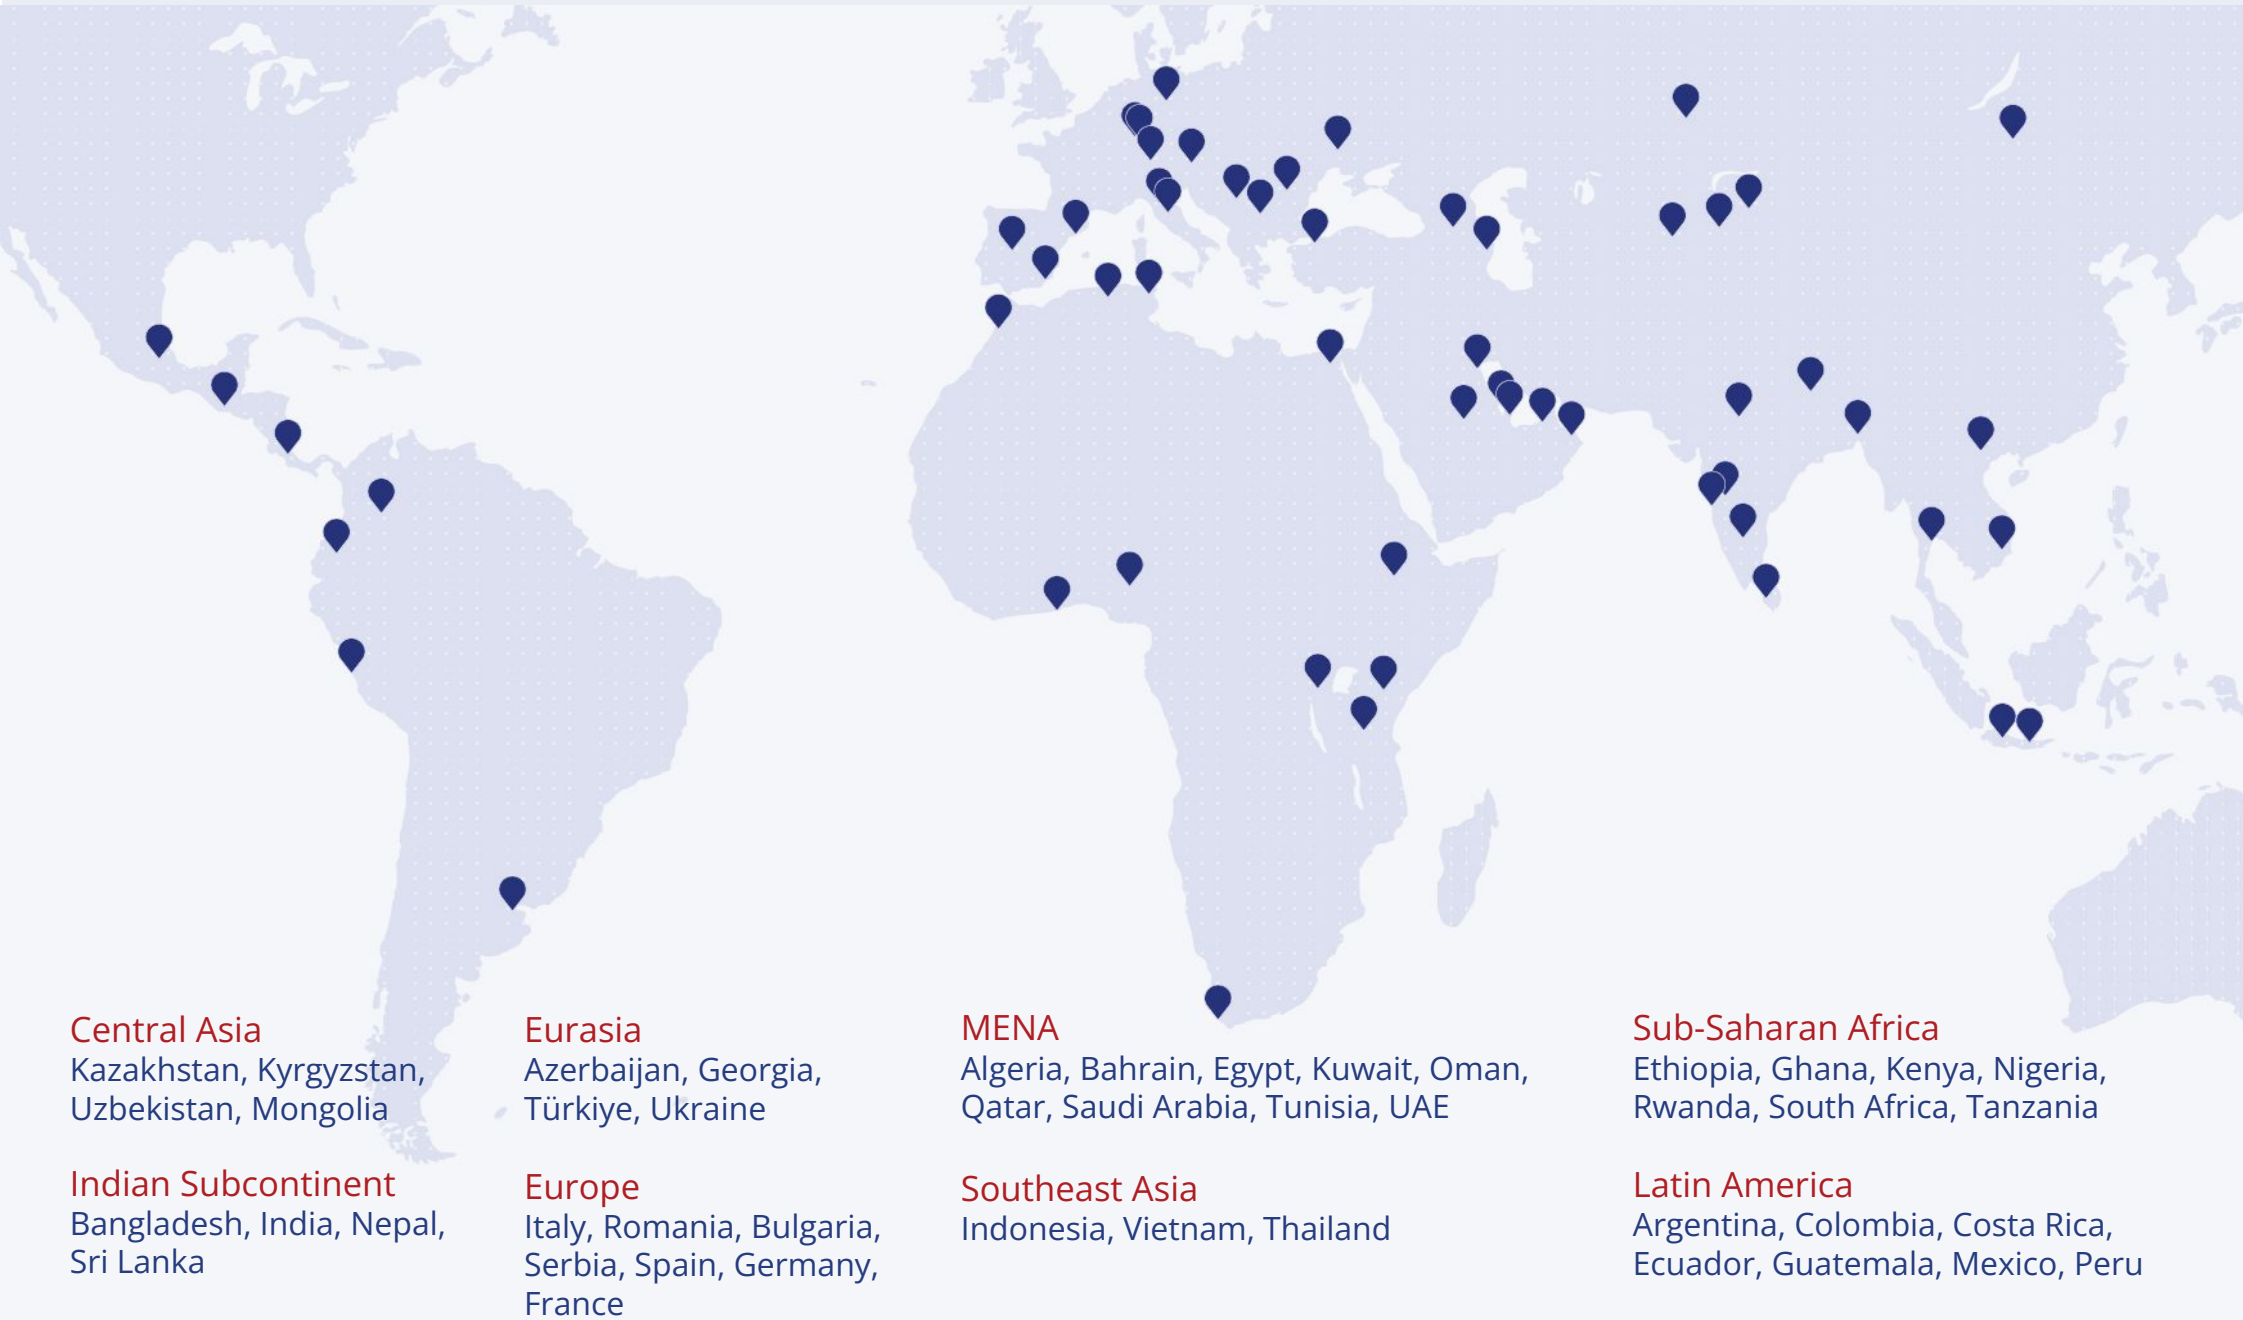 Central Asia
Kazakhstan, Kyrgyzstan,
Uzbekistan, Mongolia
Indian Subcontinent
Bangladesh, India, Nepal,
Sri Lanka
Eurasia
Azerbaijan, Georgia,
Türkiye, Ukraine
Europe
Italy, Romania, Bulgaria,
Serbia, Spain, Germany,
France
MENA
Algeria, Bahrain, Egypt, Kuwait, Oman,
Qatar, Saudi Arabia, Tunisia, UAE
Southeast Asia
Indonesia, Vietnam, Thailand
Sub-Saharan Africa
Ethiopia, Ghana, Kenya, Nigeria,
Rwanda, South Africa, Tanzania
Latin America
Argentina, Colombia, Costa Rica,
Ecuador, Guatemala, Mexico, Peru